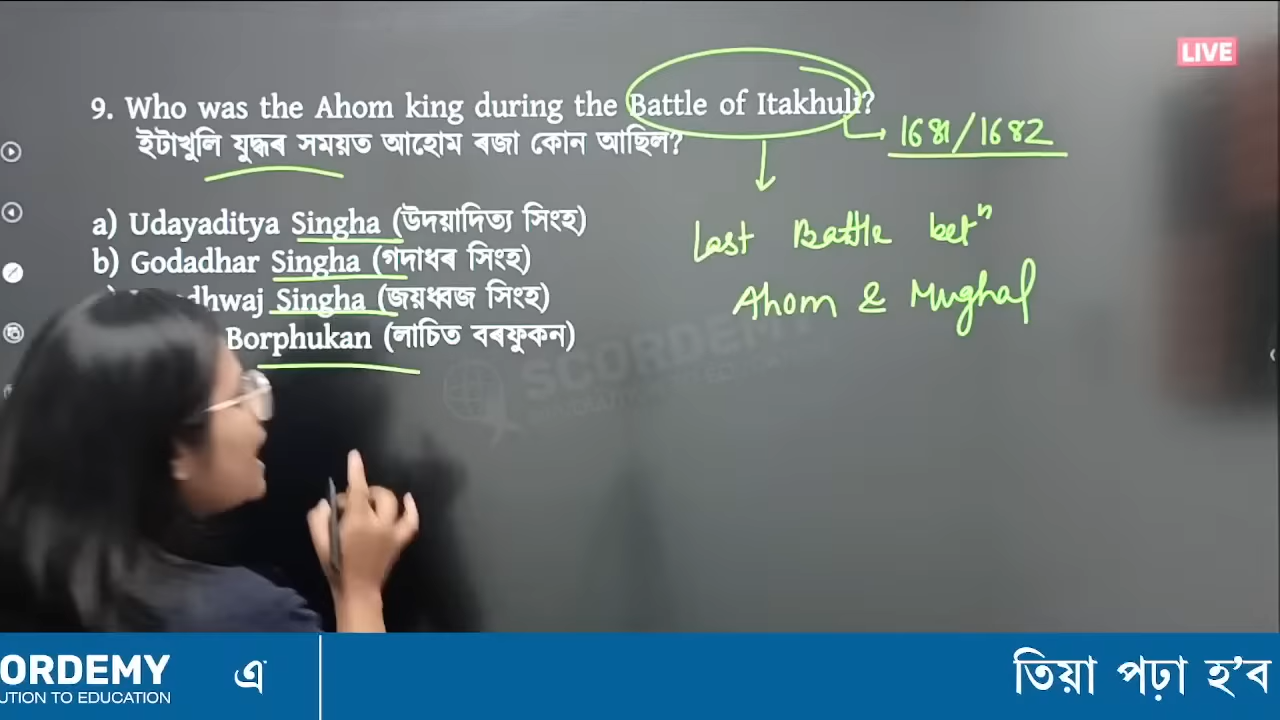 LIVE
9. Who was the Ahom king during the Battle of Itakhuli?
ইটাখুলি যুদ্ধৰ সময়ত আহোম ৰজা কোন আছিল?
1681/1682
a) Udayaditya Singha (উদয়াদিত্য সিংহ)
b) Godadhar Singha (গদাধৰ সিংহ)
Singha (জয়ধ্বজ সিংহ)
Borphukan (লাচিত বৰফুকন)
Last Battle betⁿ
Ahom & Mughal
SCORDEMY
ORDEMY
UTION TO EDUCATION
এ
তিয়া পঢ়া হ'ব